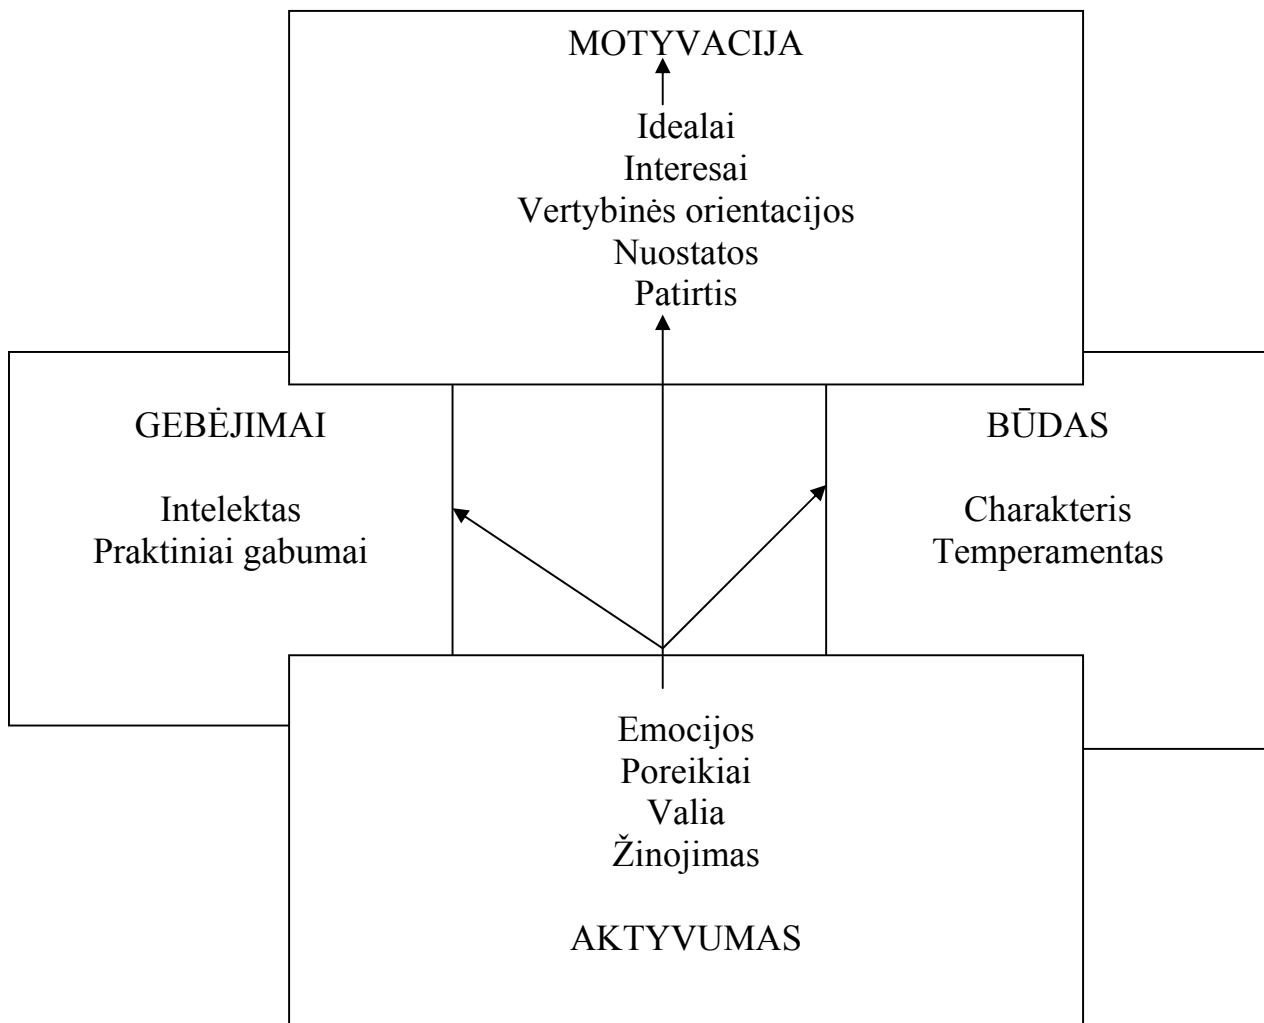 MOTYVACIJA
Idealai
Interesai
Vertybinės orientacijos
Nuostatos
Patirtis
GEBĖJIMAI
Intelektas
Praktiniai gabumai
BŪDAS
Charakteris
Temperamentas
Emocijos
Poreikiai
Valia
Žinojimas
AKTYVUMAS